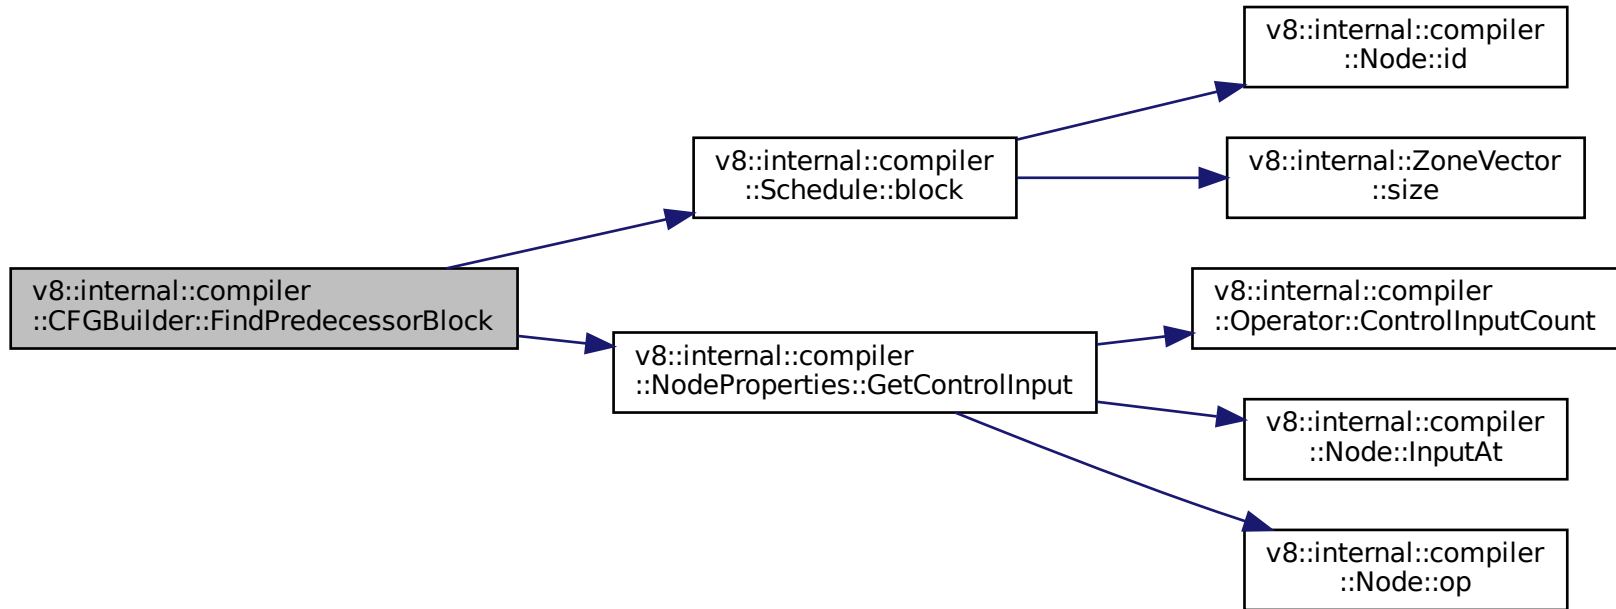 v8::internal::compiler
::Node::id
v8::internal::compiler
::Schedule::block
v8::internal::ZoneVector
::size
v8::internal::compiler
::CFGBuilder::FindPredecessorBlock
v8::internal::compiler
::Operator::ControlInputCount
v8::internal::compiler
::NodeProperties::GetControlInput
v8::internal::compiler
::Node::InputAt
v8::internal::compiler
::Node::op